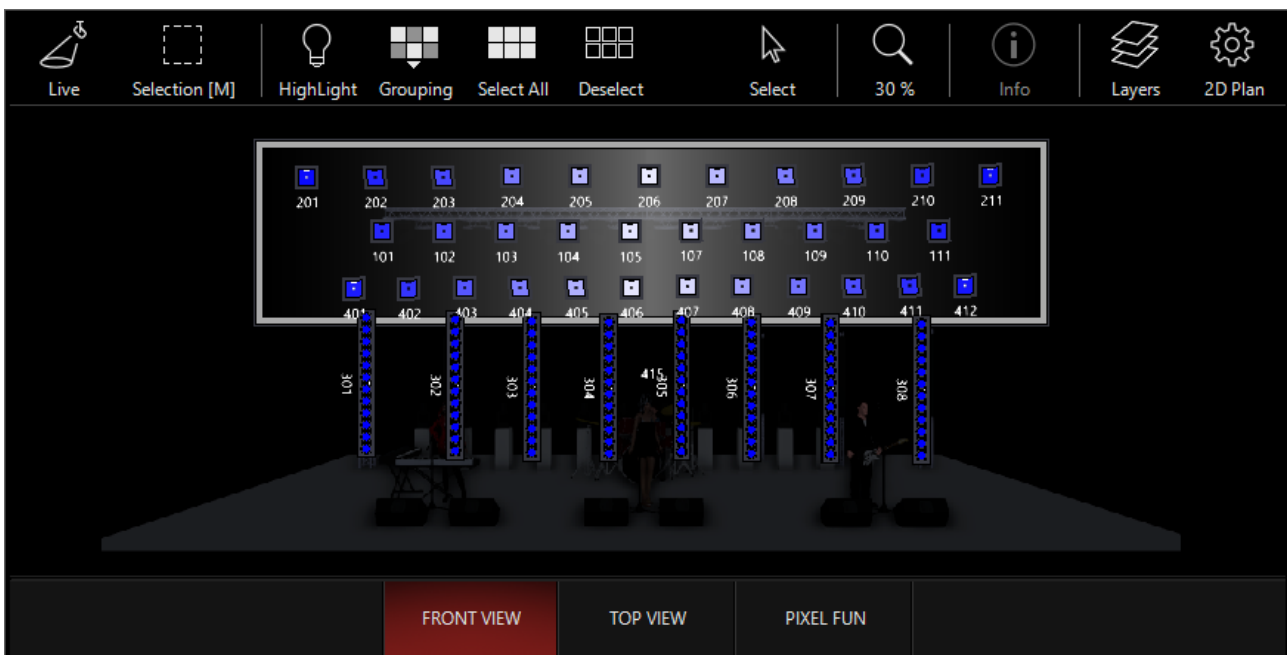 Live Selection [M] HighLight Grouping Select All Deselect Select 30 % Info Layers 2D Plan
201 202 203 204 205 206 207 208 209 210 211
101 102 103 104 105 107 108 109 110 111
401 402 403 404 405 406 407 408 409 410 411 412
415
301 302 303 304 305 306 307 308
FRONT VIEW TOP VIEW PIXEL FUN